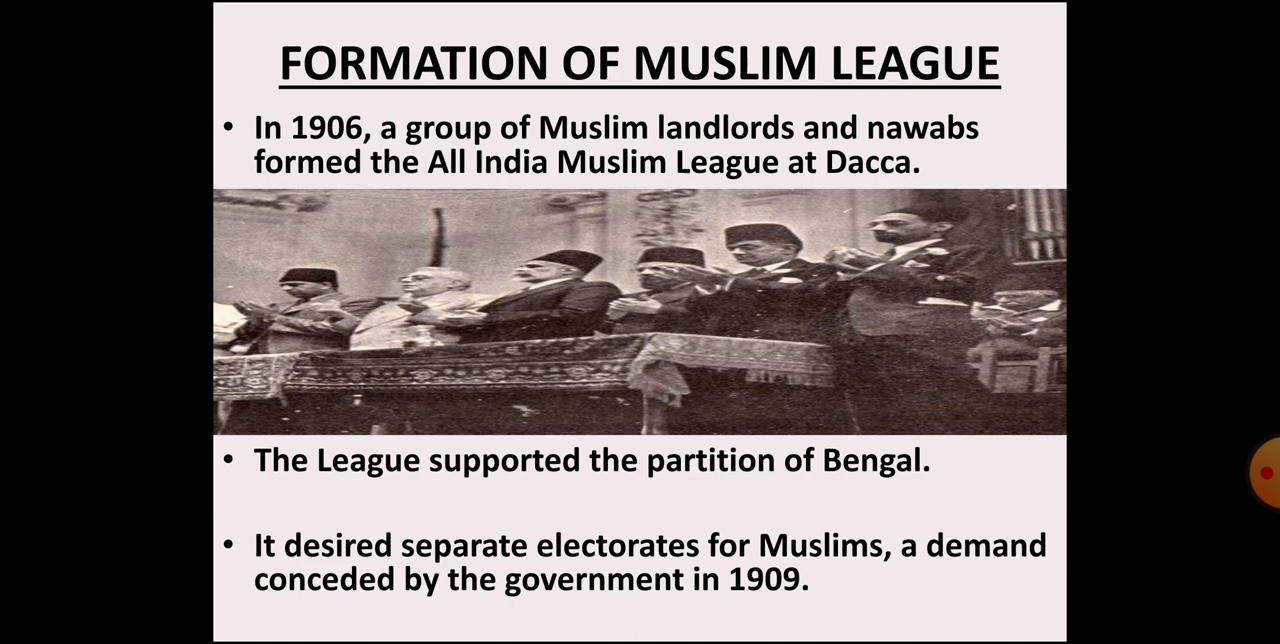 FORMATION OF MUSLIM LEAGUE
• In 1906, a group of Muslim landlords and nawabs
formed the All India Muslim League at Dacca.
• The League supported the partition of Bengal.
• It desired separate electorates for Muslims, a demand
conceded by the government in 1909.